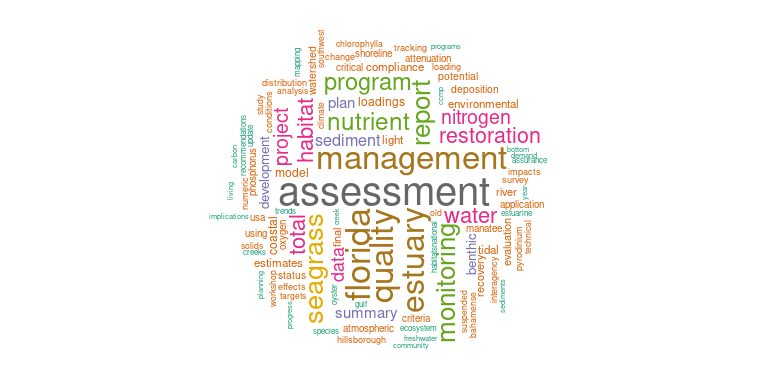 chlorophylla
tracking
programs
southwest
change
shoreline
attenuation
mapping
watershed
critical
compliance
loading
potential
distribution
analysis
program
ccmp
deposition
study
conditions
habitat
climate
plan
loadings
report
environmental
nitrogen
nutrient
restoration
project
sediment
light
carbon
recommendations
update
phosphorus
development
management
bottom
demand
assurance
living
numeric
model
impacts
survey
year
assessment
river
application
implications
usa
trends
creek
old
water
estuarine
using
coastal
oxygen
total
seagrass
florida
quality
estuary
monitoring
national
habitats
manatee
tidal
benthic
evaluation
pyrodinium
technical
solids
creeks
data
final
estimates
status
recovery
interagency
planning
workshop
effects
targets
oyster
gulf
sediments
progress
summary
criteria
suspended
bahamense
species
atmospheric
ecosystem
hillsborough
freshwater
community